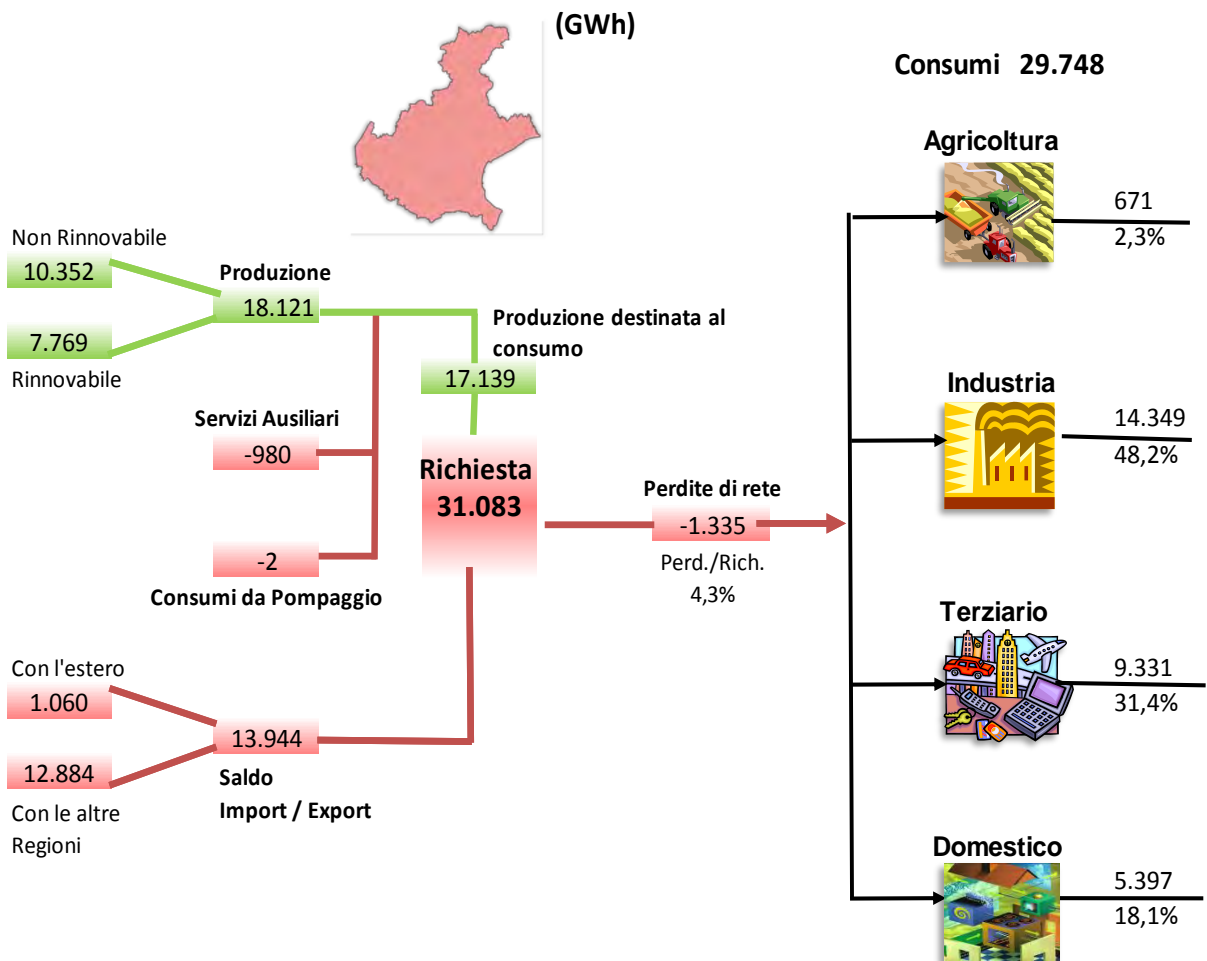 (GWh)
Consumi 29.748
Non Rinnovabile
10.352
7.769
Rinnovabile
Produzione
18.121
Servizi Ausiliari
-980
-2
Consumi da Pompaggio
Produzione destinata al
consumo
17.139
Richiesta
31.083
Con l'estero
1.060
12.884
Con le altre
Regioni
13.944
Saldo
Import / Export
Perdite di rete
-1.335
Perd./Rich.
4,3%
Agricoltura
671
2,3%
Industria
14.349
48,2%
Terziario
9.331
31,4%
Domestico
5.397
18,1%